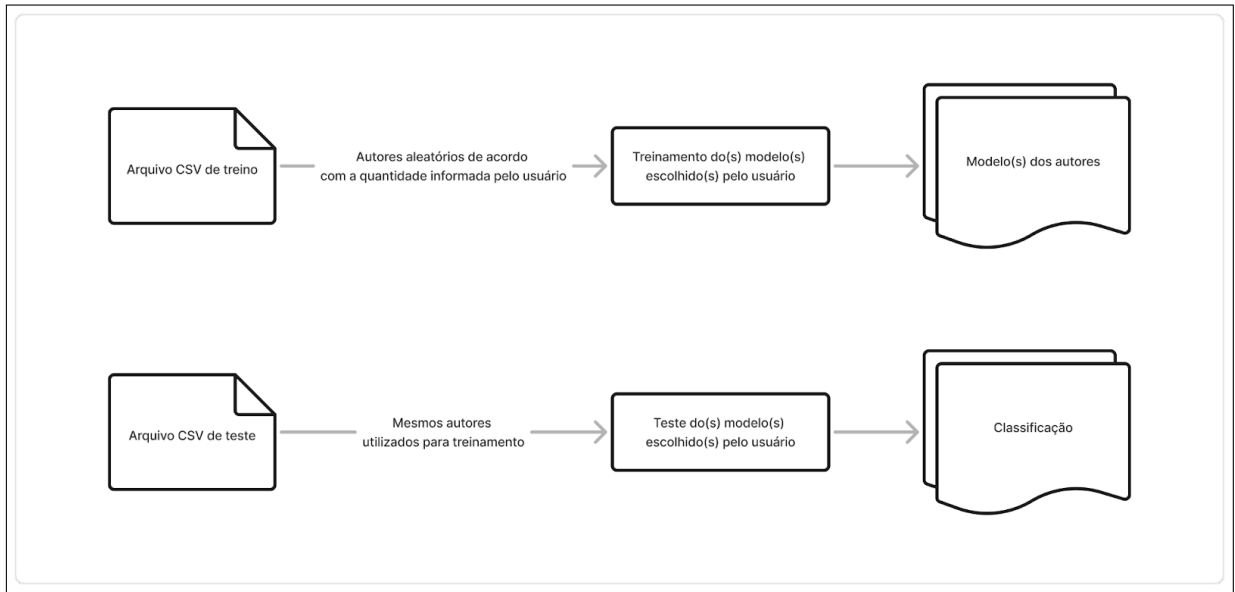 Arquivo CSV de treino
Autores aleatórios de acordo
com a quantidade informada pelo usuário
Treinamento do(s) modelo(s)
escolhido(s) pelo usuário
Modelo(s) dos autores
Arquivo CSV de teste
Mesmos autores
utilizados para treinamento
Teste do(s) modelo(s)
escolhido(s) pelo usuário
Classificação